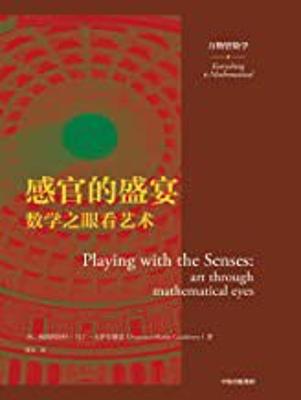 万物皆数学
Everything
is Mathematical
感官的盛宴
数学之眼看艺术
Playing with the Senses:
art through
mathematical eyes
中信出版集团